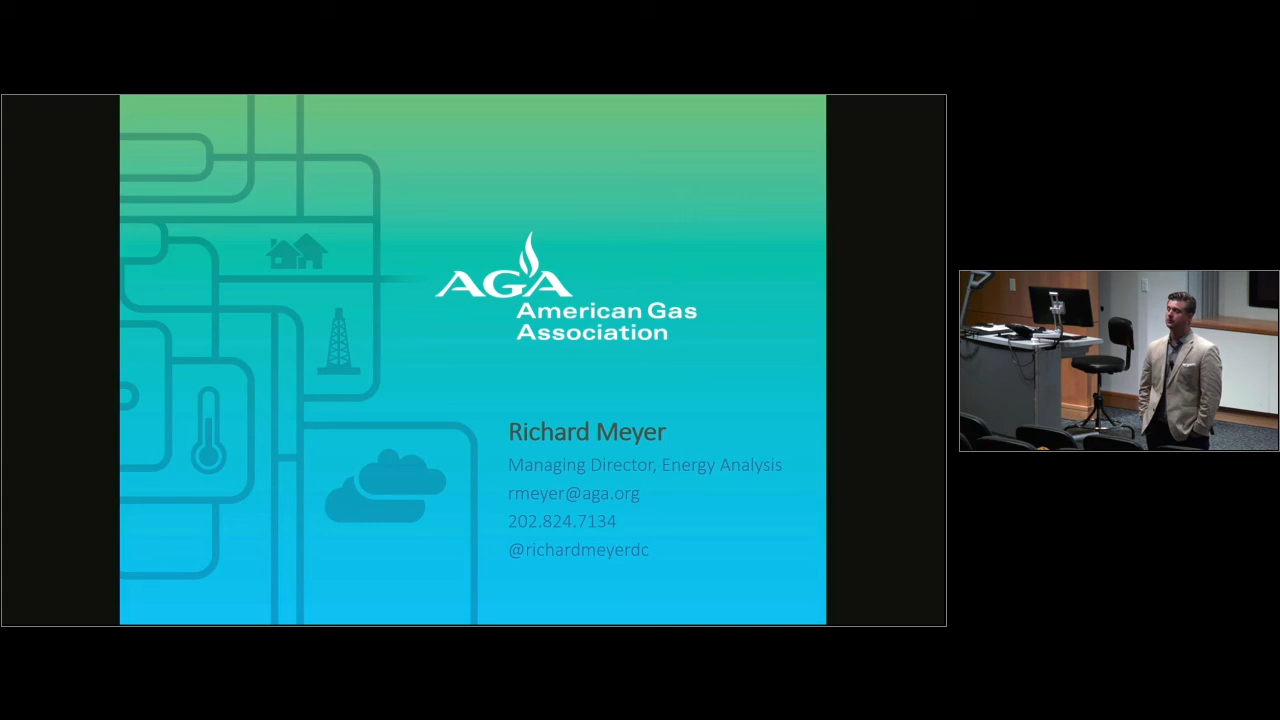 AGA
American Gas
Association
Richard Meyer
Managing Director, Energy Analysis
rmeyer@aga.org
202.824.7134
@richardmeyerdc